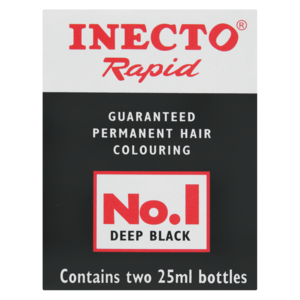 INECTO®
Rapid
GUARANTEED
PERMANENT HAIR
COLOURING
No.1
DEEP BLACK
Contains two 25ml bottles